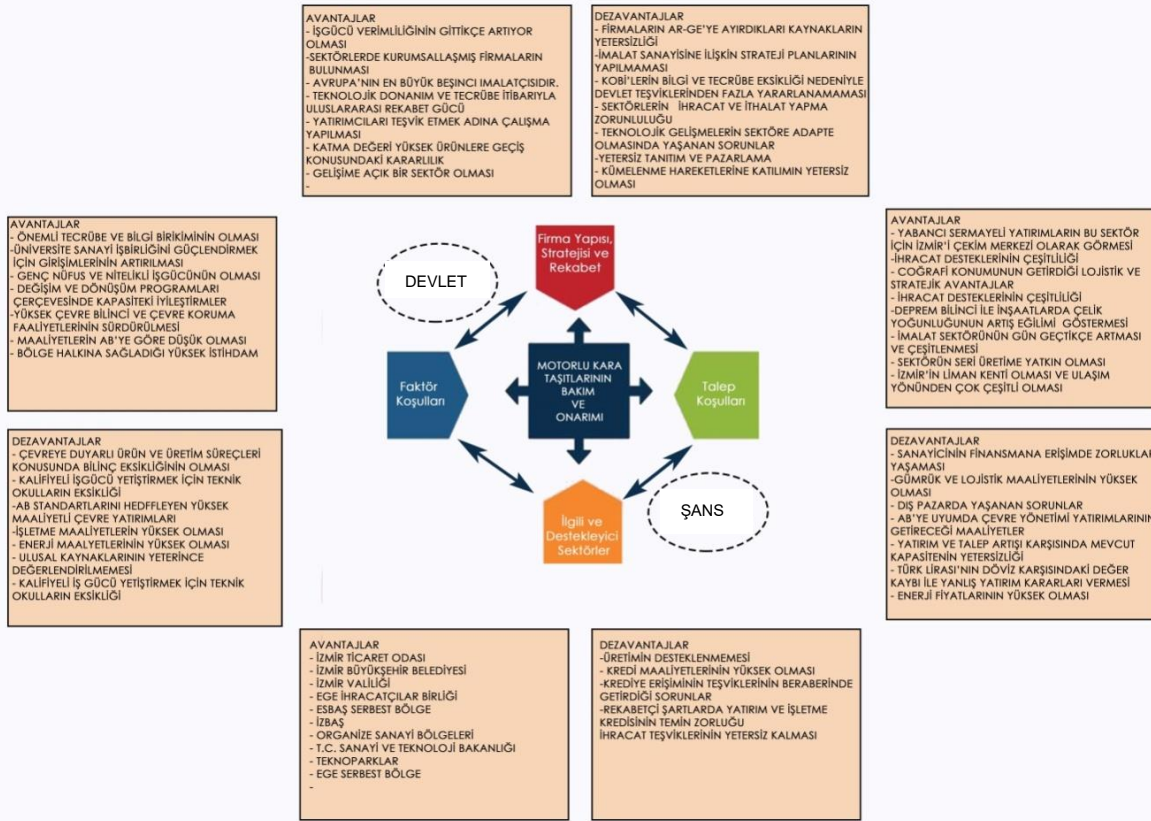 AVANTAJLAR
- İŞGÜCÜ VERİMLİLİĞİNİN GİTTİKÇE ARTIYOR
OLMASI
-SEKTÖRLERDE KURUMSALLAŞMIŞ FİRMALARIN
BULUNMASI
- AVRUPA'NIN EN BÜYÜK BEŞİNCİ IMALATÇISIDIR.
- TEKNOLOJİK DONANIM VE TECRÜBE İTİBARIYLA
ULUSLARARASI REKABET GÜCÜ
- YATIRIMCILARI TEŞVİK ETMEK ADINA ÇALIŞMA
YAPILMASI
- KATMA DEĞERİ YÜKSEK ÜRÜNLERE GEÇİŞ
KONUSUNDAKİ KARARLILIK
- GELİŞİME AÇIK BİR SEKTÖR OLMASI
-
DEZAVANTAJLAR
- FİRMALARIN AR-GE'YE AYIRDIKLARI KAYNAKLARIN
YETERSİZLİĞİ
-İMALAT SANAYİSİNE İLİŞKİN STRATEJİ PLANLARININ
YAPILMAMASI
- KOBİ'LERİN BİLGİ VE TECRÜBE EKSİKLİĞİ NEDENİYLE
DEVLET TEŞVİKLERİNDEN FAZLA YARARLANAMAMASI
- SEKTÖRLERİN İHRACAT VE İTHALAT YAPMA
ZORUNLULUĞU
- TEKNOLOJİK GELİŞMELERİN SEKTÖRE ADAPTE
OLMASINDA YAŞANAN SORUNLAR
-YETERSİZ TANITIM VE PAZARLAMA
- KÜMELENME HAREKETLERİNE KATILIMIN YETERSİZ
OLMASI
AVANTAJLAR
- ÖNEMLİ TECRÜBE VE BİLGİ BİRİKİMİNİN OLMASI
-ÜNİVERSİTE SANAYİ İŞBİRLİĞİNİ GÜÇLENDİRMEK
İÇİN GİRİŞİMLERİNİN ARTIRILMASI
- GENÇ NÜFUS VE NİTELİKLİ İŞGÜCÜNÜN OLMASI
- DEĞİŞİM VE DÖNÜŞÜM PROGRAMLARI
ÇERÇEVESİNDE KAPASİTEKİ İYİLEŞTİRMLER
-YÜKSEK ÇEVRE BİLİNCİ VE ÇEVRE KORUMA
FAALİYETLERİNİN SÜRDÜRÜLMESİ
- MAALİYETLERİN AB'YE GÖRE DÜŞÜK OLMASI
- BÖLGE HALKINA SAĞLADIĞI YÜKSEK İSTİHDAM
DEVLET
Firma Yapısı,
Stratejisi ve
Rekabet
Faktör
Koşulları
MOTORLU KARA
TAŞITLARININ
BAKIM
VE
ONARIMI
Talep
Koşulları
ŞANS
İlgili ve
Destekleyici
Sektörler
AVANTAJLAR
- YABANCI SERMAYELİ YATIRIMLARIN BU SEKTÖR
İÇİN İZMİR'İ ÇEKİM MERKEZİ OLARAK GÖRMESİ
-İHRACAT DESTEKLERİNİN ÇEŞİTLİLİĞİ
- COĞRAFİ KONUMUNUN GETİRDİĞİ LOJİSTİK VE
STRATEJİK AVANTAJLAR
- İHRACAT DESTEKLERİNİN ÇEŞİTLİLİĞİ
-DEPREM BİLİNCİ İLE İNŞAATLARDA ÇELİK
YOĞUNLUĞUNUN ARTIŞ EĞİLİMİ GÖSTERMESİ
- İMALAT SEKTÖRÜNÜN GÜN GEÇTİKÇE ARTMASI
VE ÇEŞİTLENMESİ
- SEKTÖRÜN SERİ ÜRETİME YATKIN OLMASI
- İZMİR'İN LİMAN KENTİ OLMASI VE ULAŞIM
YÖNÜNDEN ÇOK ÇEŞİTLİ OLMASI
DEZAVANTAJLAR
- ÇEVREYE DUYARLI ÜRÜN VE ÜRETİM SÜREÇLERİ
KONUSUNDA BİLİNÇ EKSİKLİĞİNİN OLMASI
- KALİFİYELİ İŞGÜCÜ YETİŞTİRMEK İÇİN TEKNİK
OKULLARIN EKSİKLİĞİ
-AB STANDARTLARINI HEDFFLEYEN YÜKSEK
MAALİYETLİ ÇEVRE YATIRIMLARI
-İŞLETME MAALİYETLERİN YÜKSEK OLMASI
- ENERJİ MAALYETLERİNİN YÜKSEK OLMASI
- ULUSAL KAYNAKLARININ YETERİNCE
DEĞERLENDİRİLMEMESİ
- KALİFİYELİ İŞ GÜCÜ YETİŞTİRMEK İÇİN TEKNİK
OKULLARIN EKSİKLİĞİ
DEZAVANTAJLAR
- SANAYİCİNİN FİNANSMANA ERİŞİMDE ZORLUKLAR
YAŞAMASI
-GÜMRÜK VE LOJİSTİK MALİYETLERİNİN YÜKSEK
OLMASI
- DIŞ PAZARDA YAŞANAN SORUNLAR
- AB'YE UYUMDA ÇEVRE YÖNETİMİ YATIRIMLARININ
GETİRECEĞİ MAALİYETLER
- YATIRIM VE TALEP ARTIŞI KARŞISINDA MEVCUT
KAPASİTENİN YETERSİZLİĞİ
- TÜRK LİRASI'NIN DÖVİZ KARŞISINDAKİ DEĞER
KAYBI İLE YANLIŞ YATIRIM KARARLARI VERMESİ
- ENERJİ FİYATLARININ YÜKSEK OLMASI
AVANTAJLAR
- İZMİR TİCARET ODASI
- İZMİR BÜYÜKŞEHİR BELEDİYESİ
- İZMİR VALİLİĞİ
- EGE İHRACATÇILAR BİRLİĞİ
- ESBAŞ SERBEST BÖLGE
- İZBAŞ
- ORGANİZE SANAYİ BÖLGELERİ
- T.C. SANAYİ VE TEKNOLOJİ BAKANLIĞI
- TEKNOPARKLAR
- EGE SERBEST BÖLGE
-
DEZAVANTAJLAR
-ÜRETİMİN DESTEKLENMEMESİ
- KREDİ MAALİYETLERİNİN YÜKSEK OLMASI
-KREDİYE ERİŞİMİNİN TEŞVİKLERİNİN BERABERİNDE
GETİRDİĞİ SORUNLAR
-REKABETÇİ ŞARTLARDA YATIRIM VE İŞLETME
KREDİSİNİN TEMİN ZORLUĞU
İHRACAT TEŞVİKLERİNİN YETERSİZ KALMASI